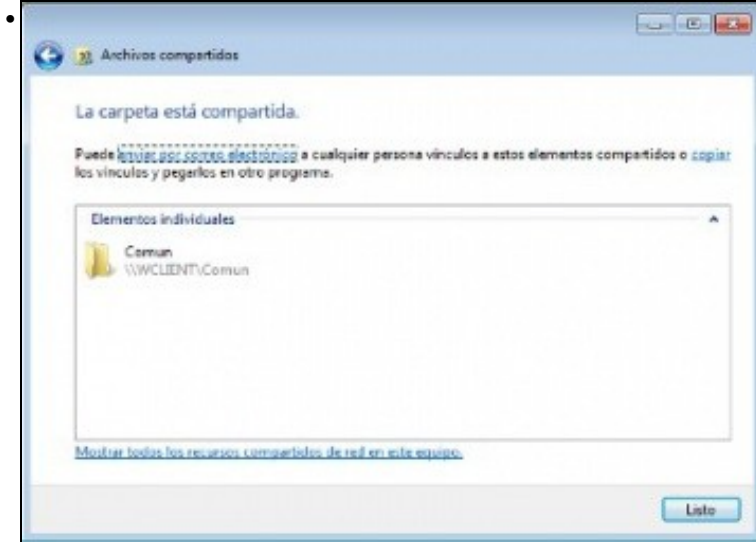 Archivos compartidos
La carpeta está compartida.
Puede enviar por correo electrónico a cualquier persona vínculos a estos elementos compartidos o copiar
los vínculos y pegarlos en otro programa.
Elementos individuales
Comun
\\WCLIENT\Comun
Mostrar todos los recursos compartidos de red en este equipo.
Listo